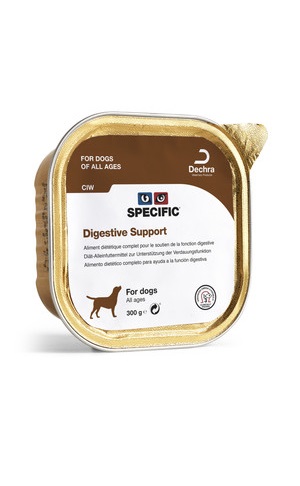 FOR DOGS
OF ALL AGES
Dechra
CIW
SPECIFIC
Digestive Support
Aliment diététique complet pour le soutien de la fonction digestive
Diät-Alleinfuttermittel zur Unterstützung der Verdauungsfunktion
Alimento dietético completo para ayuda a la función digestiva
For dogs
All ages
300 g e